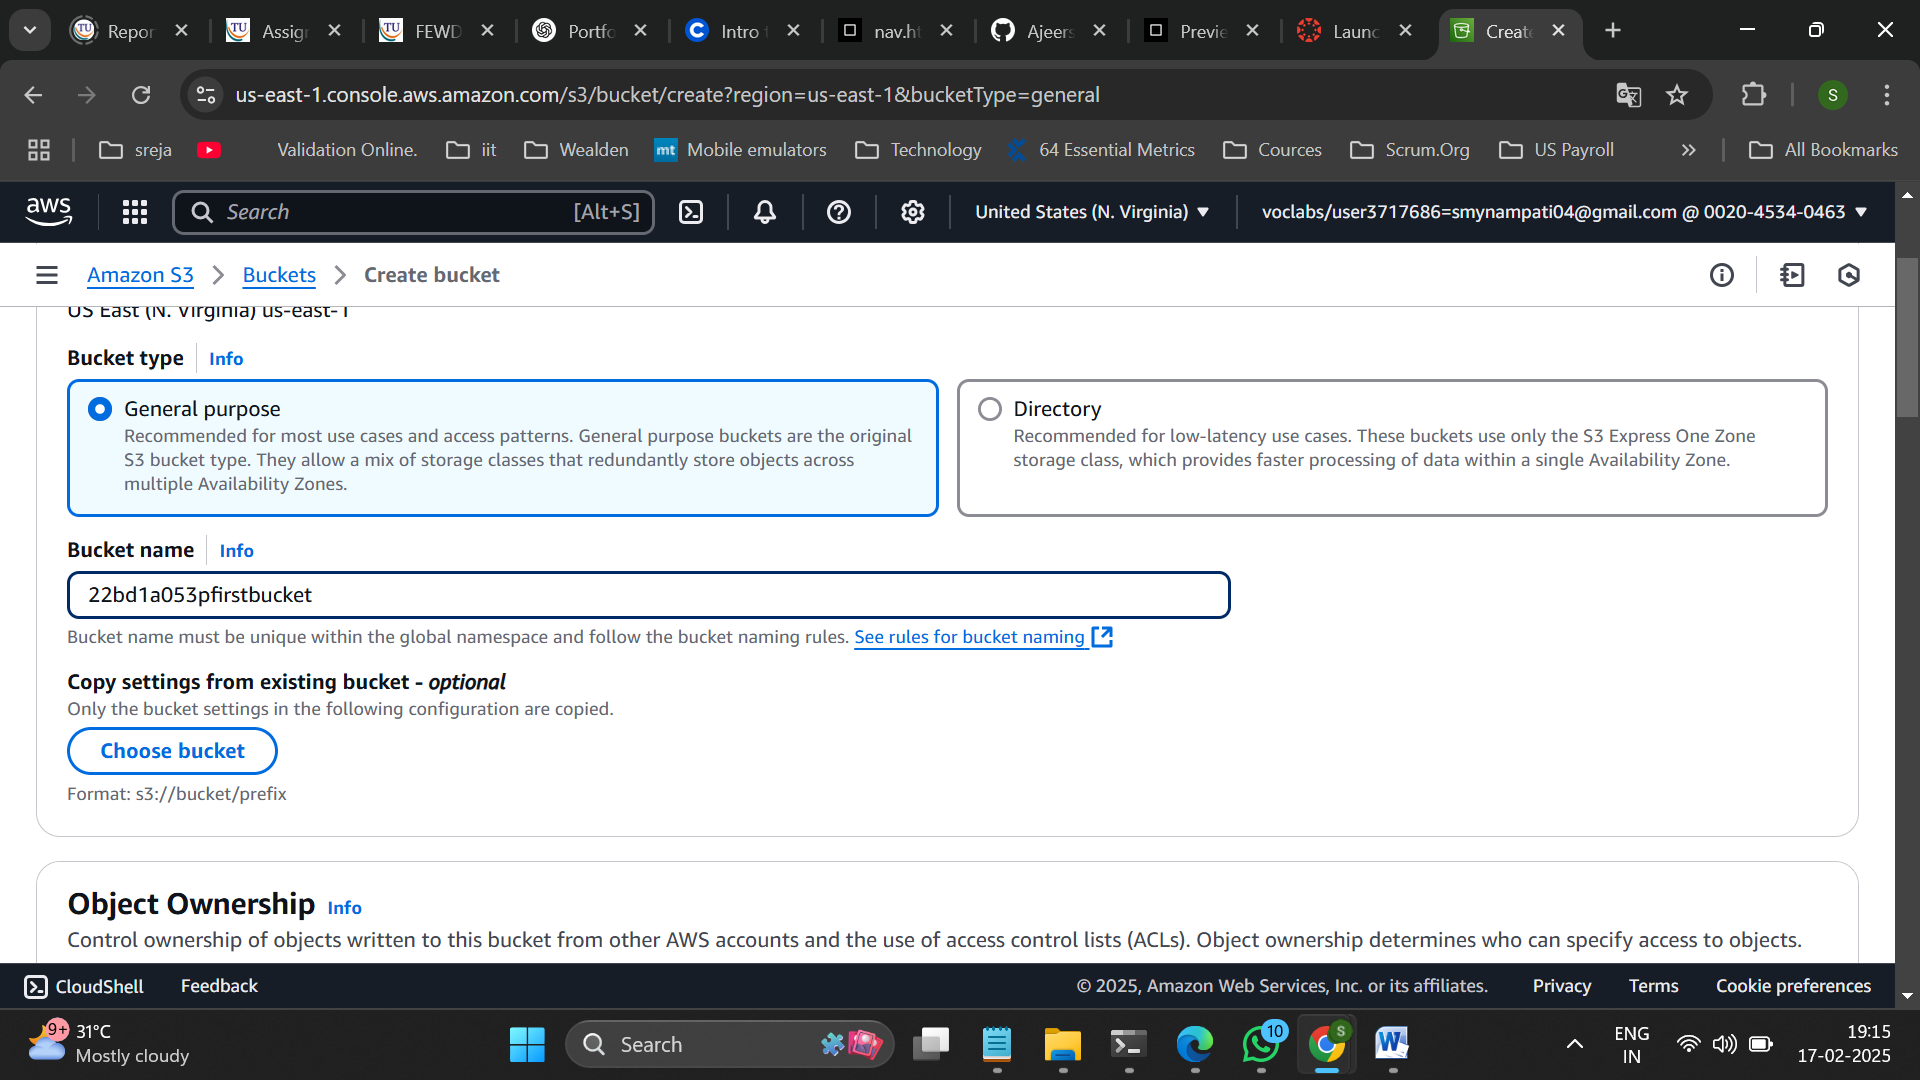 Repor
Assign
FEWD
Portfo
Intro t
nav.ht
Ajeers
Previe
Launc
Create
us-east-1.console.aws.amazon.com/s3/bucket/create?region=us-east-1&bucketType=general
S
sreja
Validation Online.
iit
Wealden
mt Mobile emulators
Technology
64 Essential Metrics
Cources
Scrum.Org
US Payroll
»
All Bookmarks
aws
Search
[Alt+S]
United States (N. Virginia)
voclabs/user3717686=smynampati04@gmail.com @ 0020-4534-0463
Amazon S3 > Buckets > Create bucket
US East (N. Virginia) us-east-1
Bucket type Info
General purpose
Recommended for most use cases and access patterns. General purpose buckets are the original
S3 bucket type. They allow a mix of storage classes that redundantly store objects across
multiple Availability Zones.
Directory
Recommended for low-latency use cases. These buckets use only the S3 Express One Zone
storage class, which provides faster processing of data within a single Availability Zone.
Bucket name Info
22bd1a053pfirstbucket
Bucket name must be unique within the global namespace and follow the bucket naming rules. See rules for bucket naming
Copy settings from existing bucket - optional
Only the bucket settings in the following configuration are copied.
Choose bucket
Format: s3://bucket/prefix
Object Ownership Info
Control ownership of objects written to this bucket from other AWS accounts and the use of access control lists (ACLs). Object ownership determines who can specify access to objects.
CloudShell
Feedback
© 2025, Amazon Web Services, Inc. or its affiliates.
Privacy
Terms
Cookie preferences
9+
31°C
Mostly cloudy
Search
10
S
ENG
IN
19:15
17-02-2025